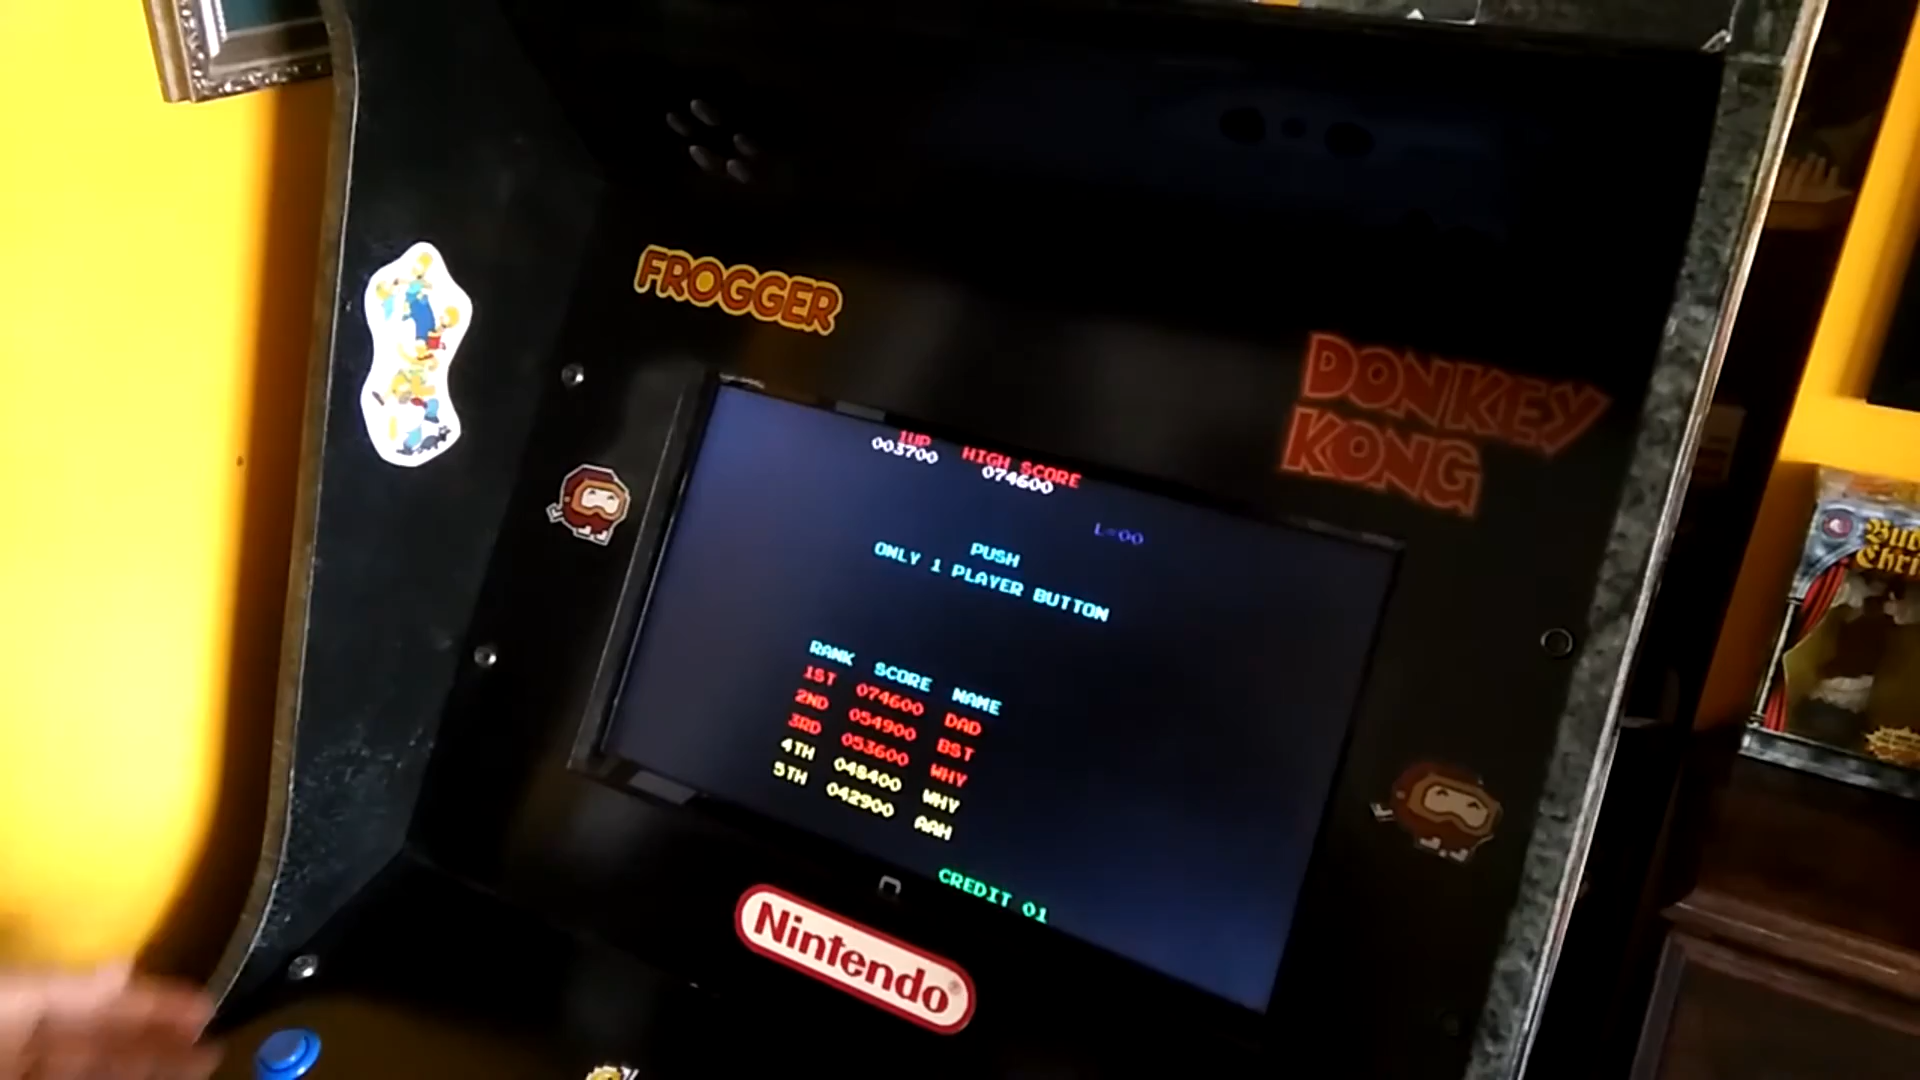 FROGGER
DONKEY
KONG
1UP HIGH SCORE
003700 074600
L=00
PUSH
ONLY 1 PLAYER BUTTON
RANK SCORE NAME
1ST 074600 DAD
2ND 054900 BST
3RD 053600 WHY
4TH 048400 WHY
5TH 042900 AAH
CREDIT 01
Nintendo®